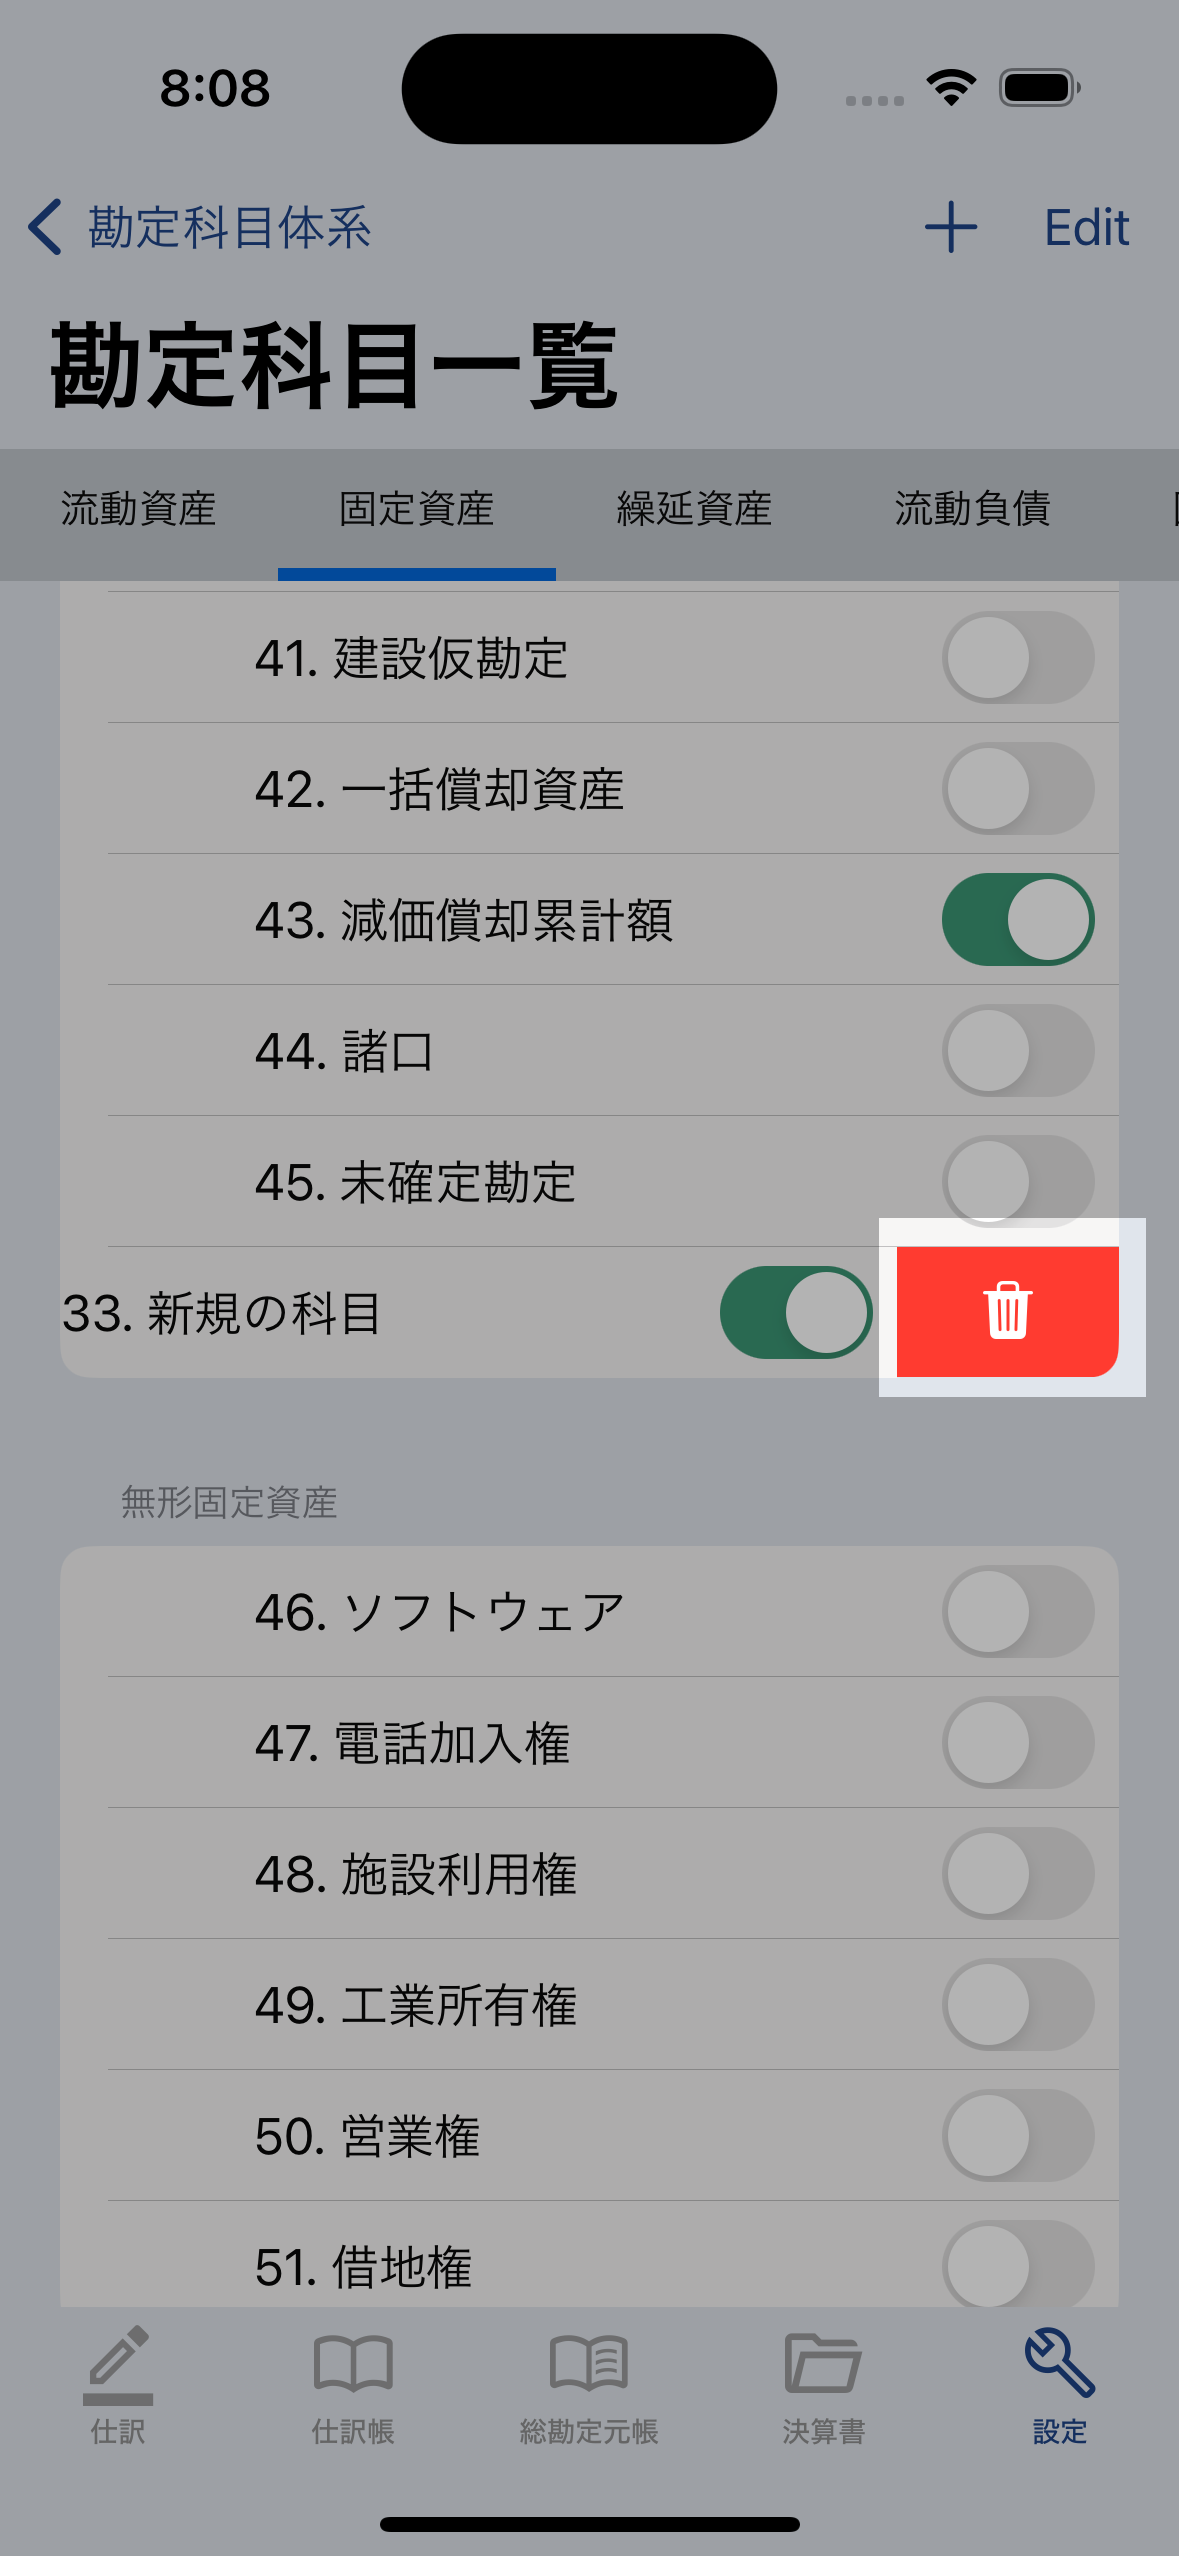 8:08
勘定科目体系
Edit
勘定科目一覧
流動資産 固定資産 繰延資産 流動負債
41. 建設仮勘定
42. 一括償却資産
43. 減価償却累計額
44. 諸口
45. 未確定勘定
33. 新規の科目
無形固定資産
46. ソフトウェア
47. 電話加入権
48. 施設利用権
49. 工業所有権
50. 営業権
51. 借地権
仕訳 仕訳帳 総勘定元帳 決算書 設定